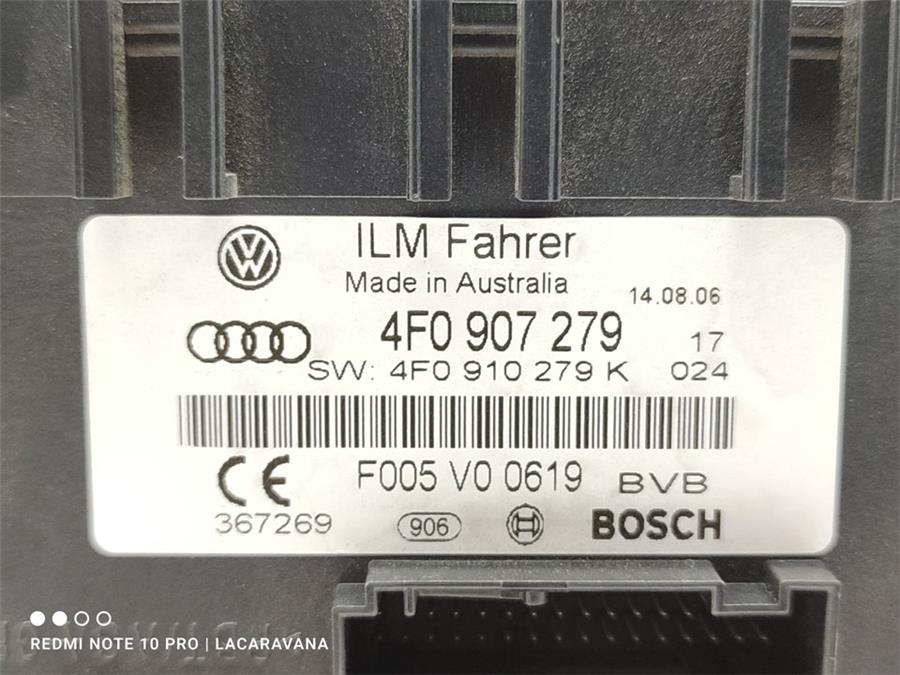 ILM Fahrer
Made in Australia
14.08.06
4F0 907 279 17
SW: 4F0 910 279 K 024
F005 V0 0619 BVB
367269 906 BOSCH
REDMI NOTE 10 PRO | LACARAVANA